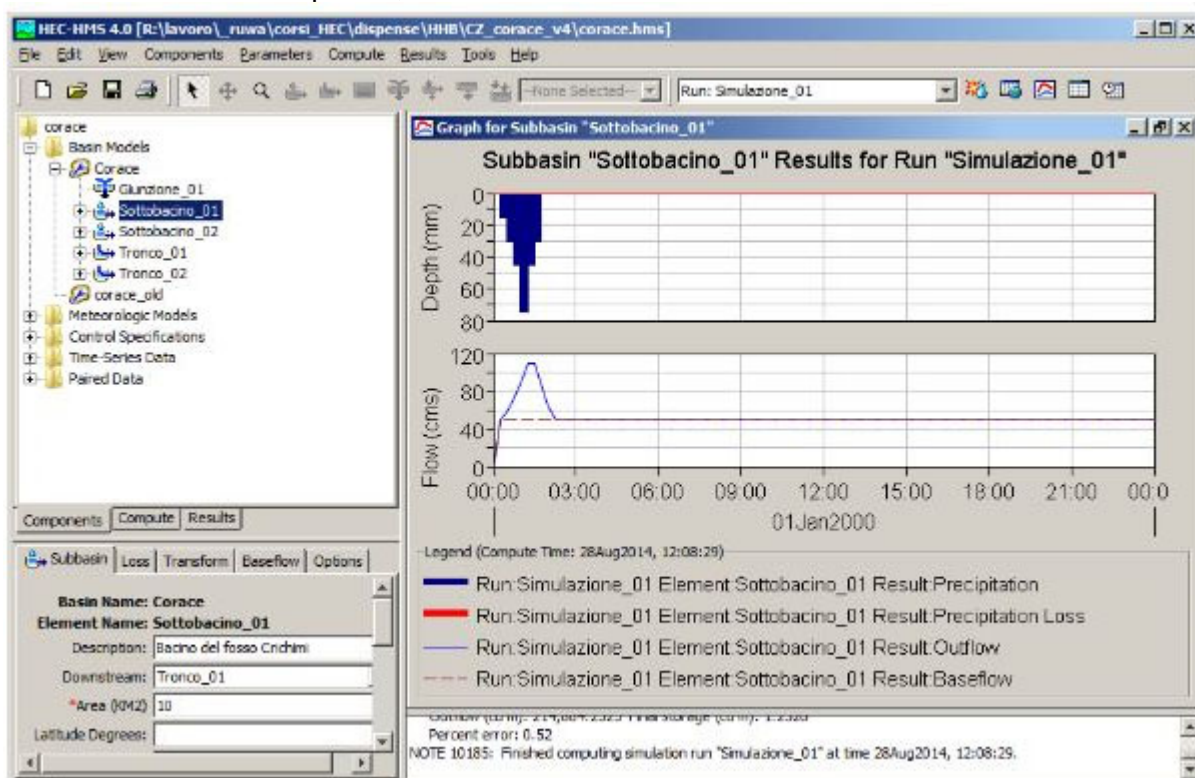 HEC-HMS 4.0 [R:\lavoro\_ruwa\corsi_HEC\dispense\HHB\CZ_corace_v4\corace.hms]
File Edit View Components Parameters Compute Results Tools Help
--None Selected-- Run: Simulazione_01
corace
Basin Models
Corace
Giunzione_01
Sottobacino_01
Sottobacino_02
Tronco_01
Tronco_02
corace_old
Meteorologic Models
Control Specifications
Time-Series Data
Paired Data
Components Compute Results
Subbasin Loss Transform Baseflow Options
Basin Name: Corace
Element Name: Sottobacino_01
Description: Bacino del fosso Crichimi
Downstream: Tronco_01
*Area (KM2) 10
Latitude Degrees:
Graph for Subbasin "Sottobacino_01"
Subbasin "Sottobacino_01" Results for Run "Simulazione_01"
Depth (mm)
0
20
40
60
80
Flow (cms)
120
80
40
0
00:00 03:00 06:00 09:00 12:00 15:00 18:00 21:00 00:0
01Jan2000
Legend (Compute Time: 28Aug2014, 12:08:29)
Run:Simulazione_01 Element:Sottobacino_01 Result:Precipitation
Run:Simulazione_01 Element:Sottobacino_01 Result:Precipitation Loss
Run:Simulazione_01 Element:Sottobacino_01 Result:Outflow
Run:Simulazione_01 Element:Sottobacino_01 Result:Baseflow
Percent error: 0.52
NOTE 10185: Finished computing simulation run "Simulazione_01" at time 28Aug2014, 12:08:29.